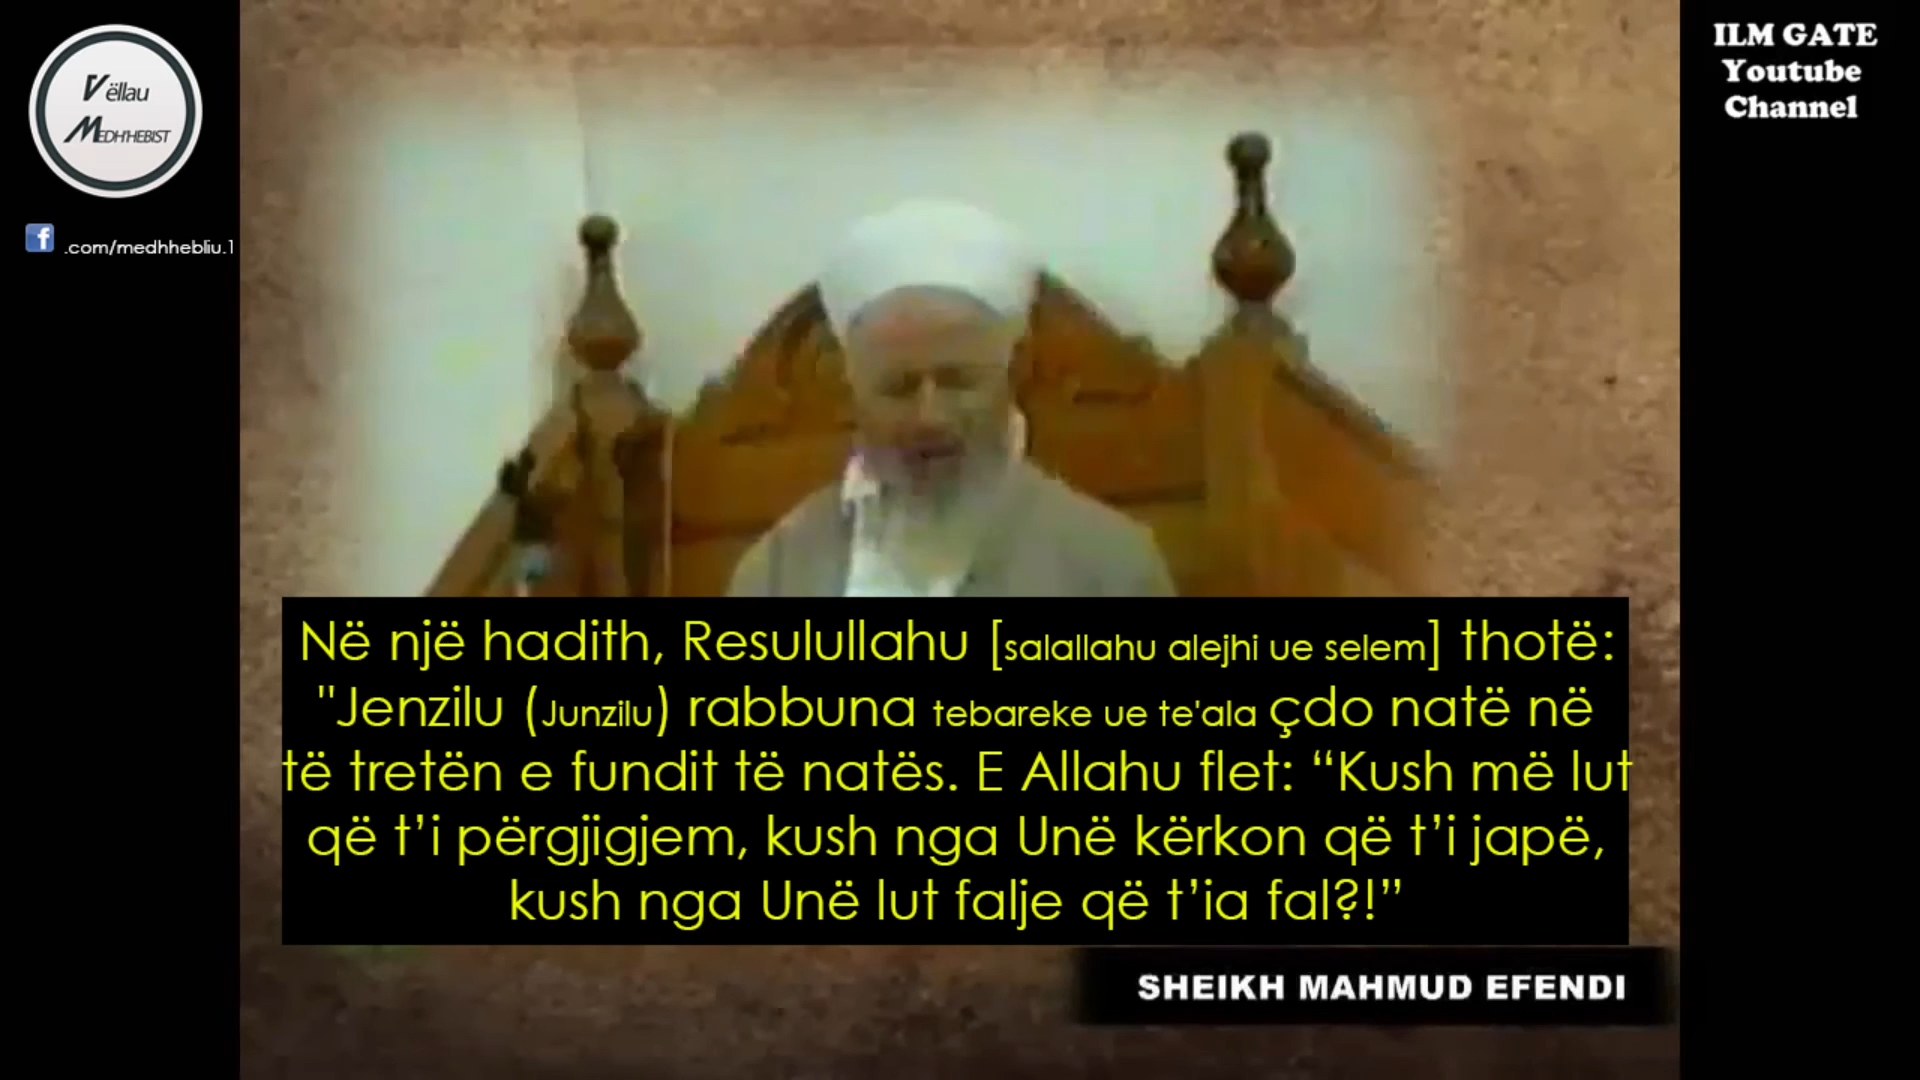 Vëllau
MEDH'HEBIST
.com/medhhebliu.1
ILM GATE
Youtube
Channel
Në një hadith, Resulullahu [salallahu alejhi ue selem] thotë:
"Jenzilu (Junzilu) rabbuna tebareke ue te'ala çdo natë në
të tretën e fundit të natës. E Allahu flet: “Kush më lut
që t’i përgjigjem, kush nga Unë kërkon që t’i japë,
kush nga Unë lut falje që t’ia fal?!”
SHEIKH MAHMUD EFENDI